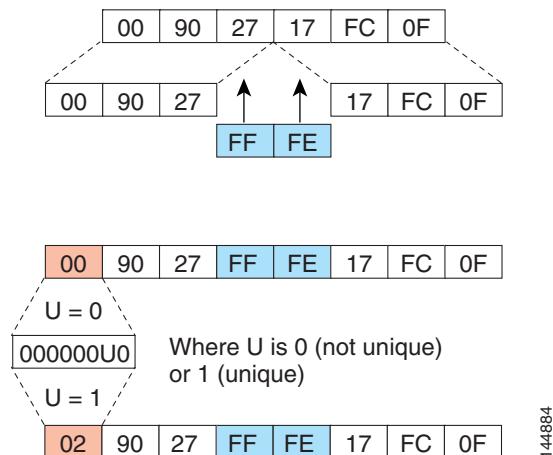 00 90 27 17 FC 0F
00 90 27 17 FC 0F
FF FE
00 90 27 FF FE 17 FC 0F
U = 0
000000U0
Where U is 0 (not unique)
or 1 (unique)
U = 1
02 90 27 FF FE 17 FC 0F
144884